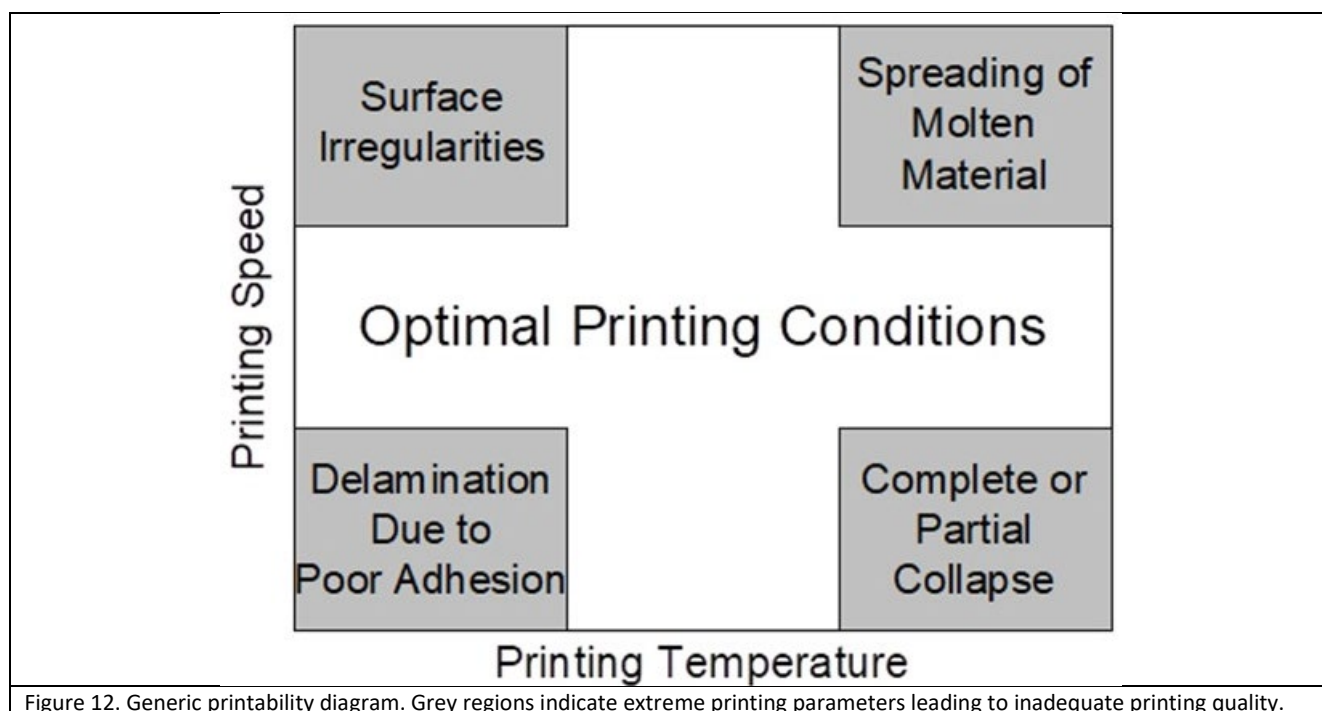 Surface
Irregularities
Spreading of
Molten
Material
Printing Speed
Optimal Printing Conditions
Delamination
Due to
Poor Adhesion
Complete or
Partial
Collapse
Printing Temperature
Figure 12. Generic printability diagram. Grey regions indicate extreme printing parameters leading to inadequate printing quality.